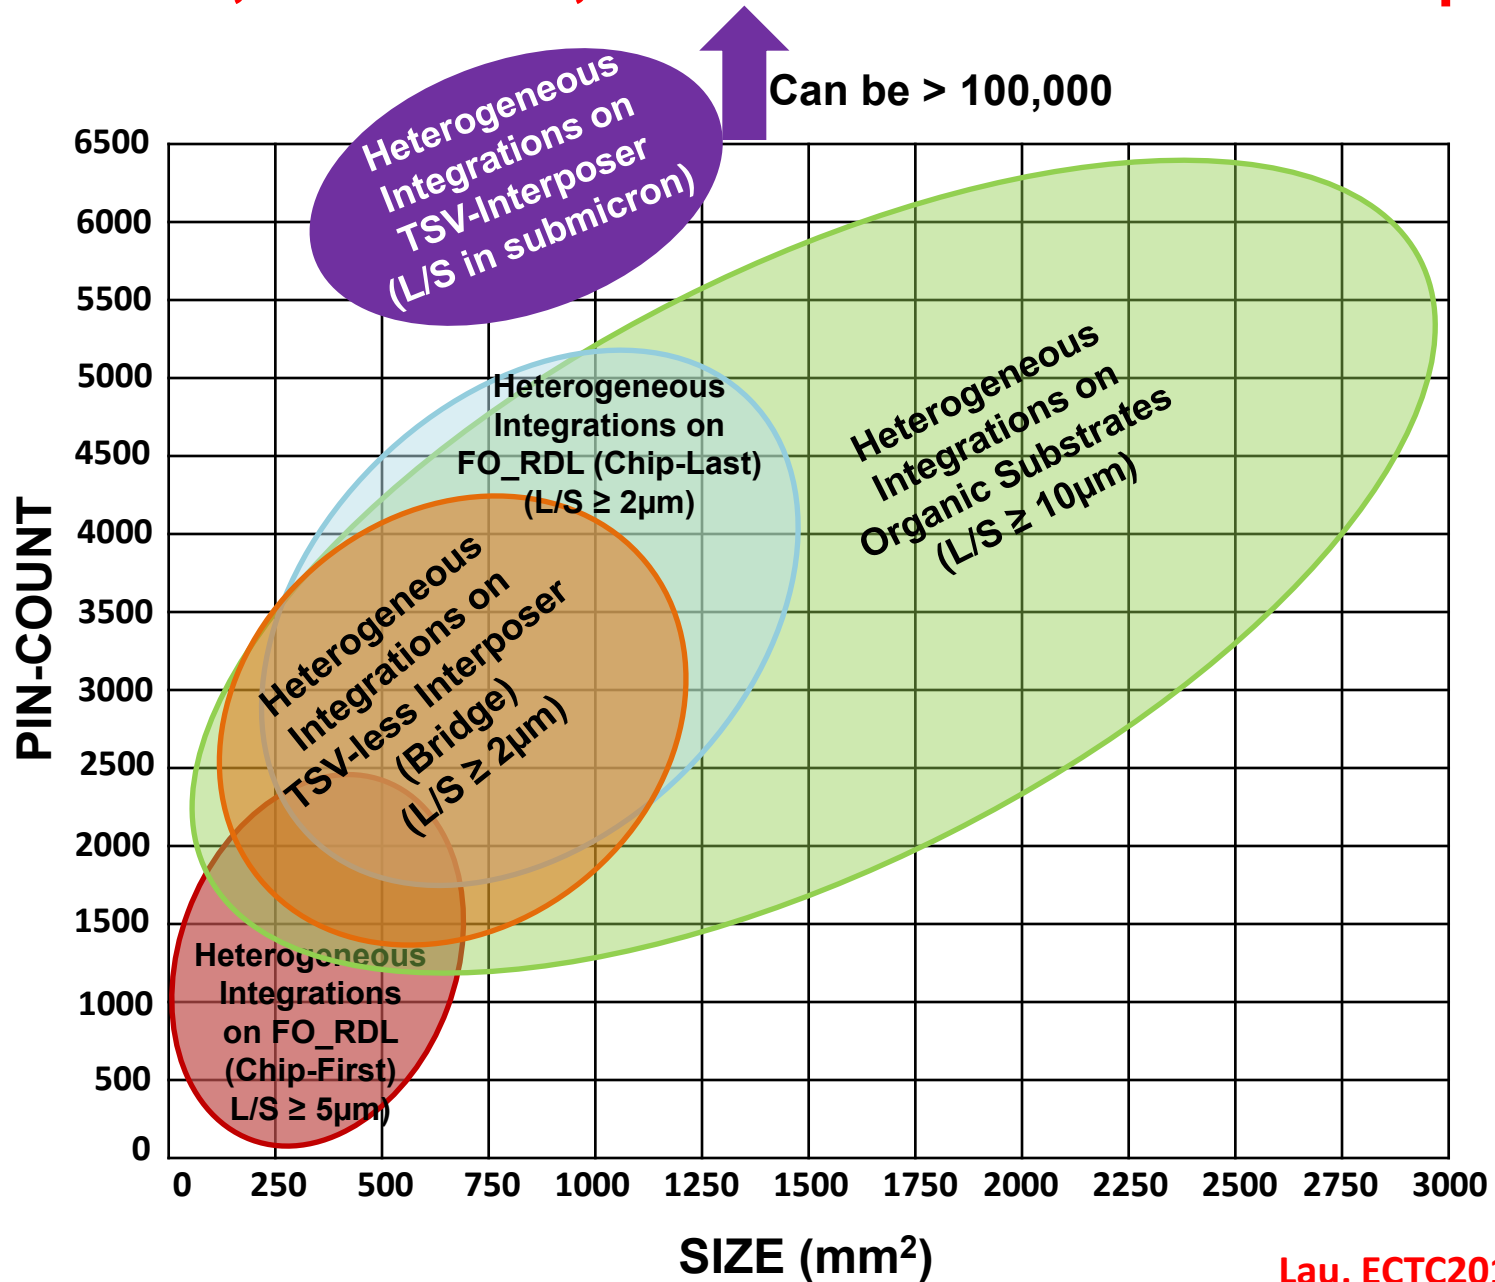 Can be > 100,000
Heterogeneous
Integrations on
TSV-Interposer
(L/S in submicron)
6500
6000
5500
5000
4500
4000
3500
3000
2500
2000
1500
1000
500
0
PIN-COUNT
Heterogeneous
Integrations on
FO_RDL (Chip-Last)
(L/S ≥ 2μm)
Heterogeneous
Integrations on
Organic Substrates
(L/S ≥ 10μm)
Heterogeneous
Integrations on
TSV-less Interposer
(Bridge)
(L/S ≥ 2μm)
Heterogeneous
Integrations
on FO_RDL
(Chip-First)
L/S ≥ 5μm)
0 250 500 750 1000 1250 1500 1750 2000 2250 2500 2750 3000
SIZE (mm²)
Lau, ECTC201